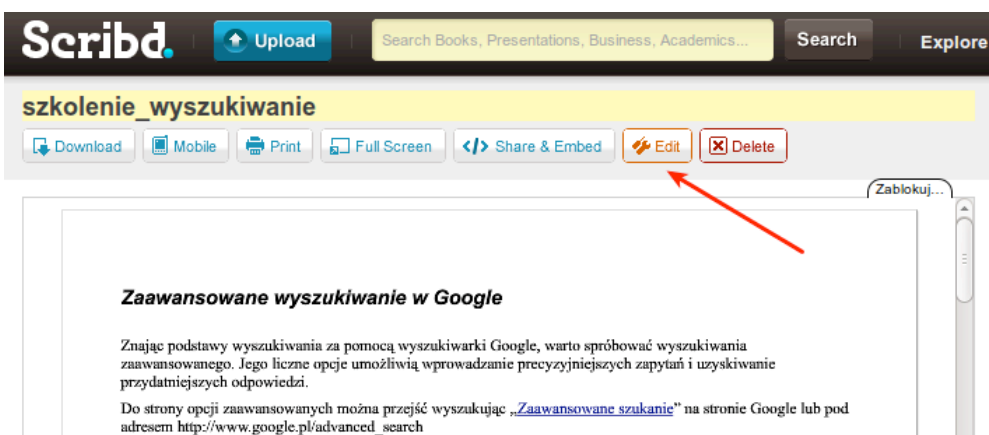 Scribd. Upload Search Books, Presentations, Business, Academics... Search Explore
szkolenie_wyszukiwanie
Download Mobile Print Full Screen </> Share & Embed Edit Delete
Zablokuj...
Zaawansowane wyszukiwanie w Google
Znając podstawy wyszukiwania za pomocą wyszukiwarki Google, warto spróbować wyszukiwania
zaawansowanego. Jego liczne opcje umożliwią wprowadzanie precyzyjniejszych zapytań i uzyskiwanie
przydatniejszych odpowiedzi.
Do strony opcji zaawansowanych można przejść wyszukując „Zaawansowane szukanie” na stronie Google lub pod
adresem http://www.google.pl/advanced_search